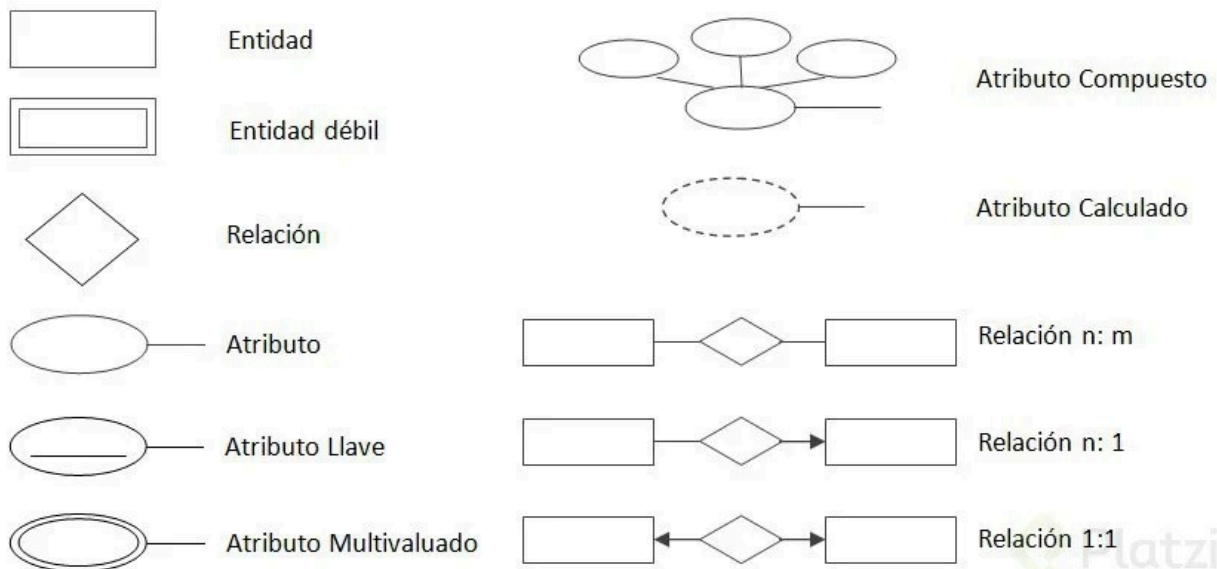 Entidad
Entidad débil
Relación
Atributo
Atributo Llave
Atributo Multivaluado
Atributo Compuesto
Atributo Calculado
Relación n: m
Relación n: 1
Relación 1:1
Platzi